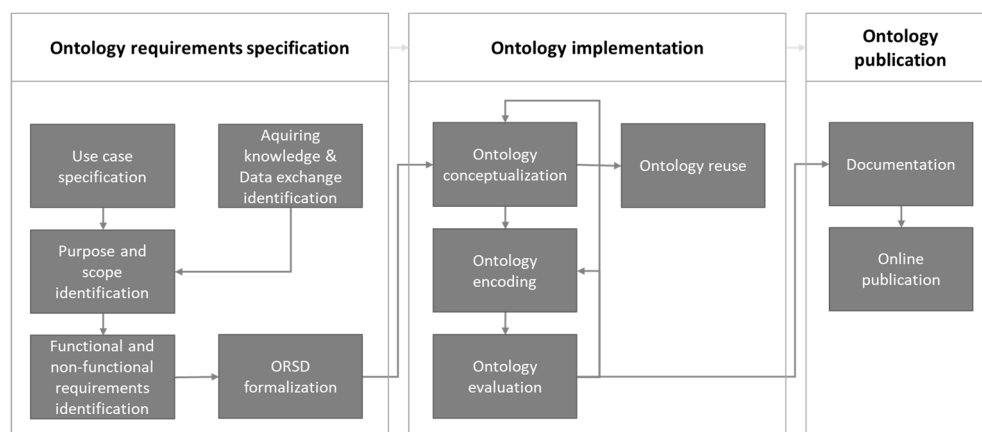 Ontology requirements specification
Use case
specification
Aquiring
knowledge &
Data exchange
identification
Purpose and
scope
identification
Functional and
non-functional
requirements
identification
ORSD
formalization
Ontology implementation
Ontology
conceptualization
Ontology reuse
Ontology
encoding
Ontology
evaluation
Ontology
publication
Documentation
Online
publication